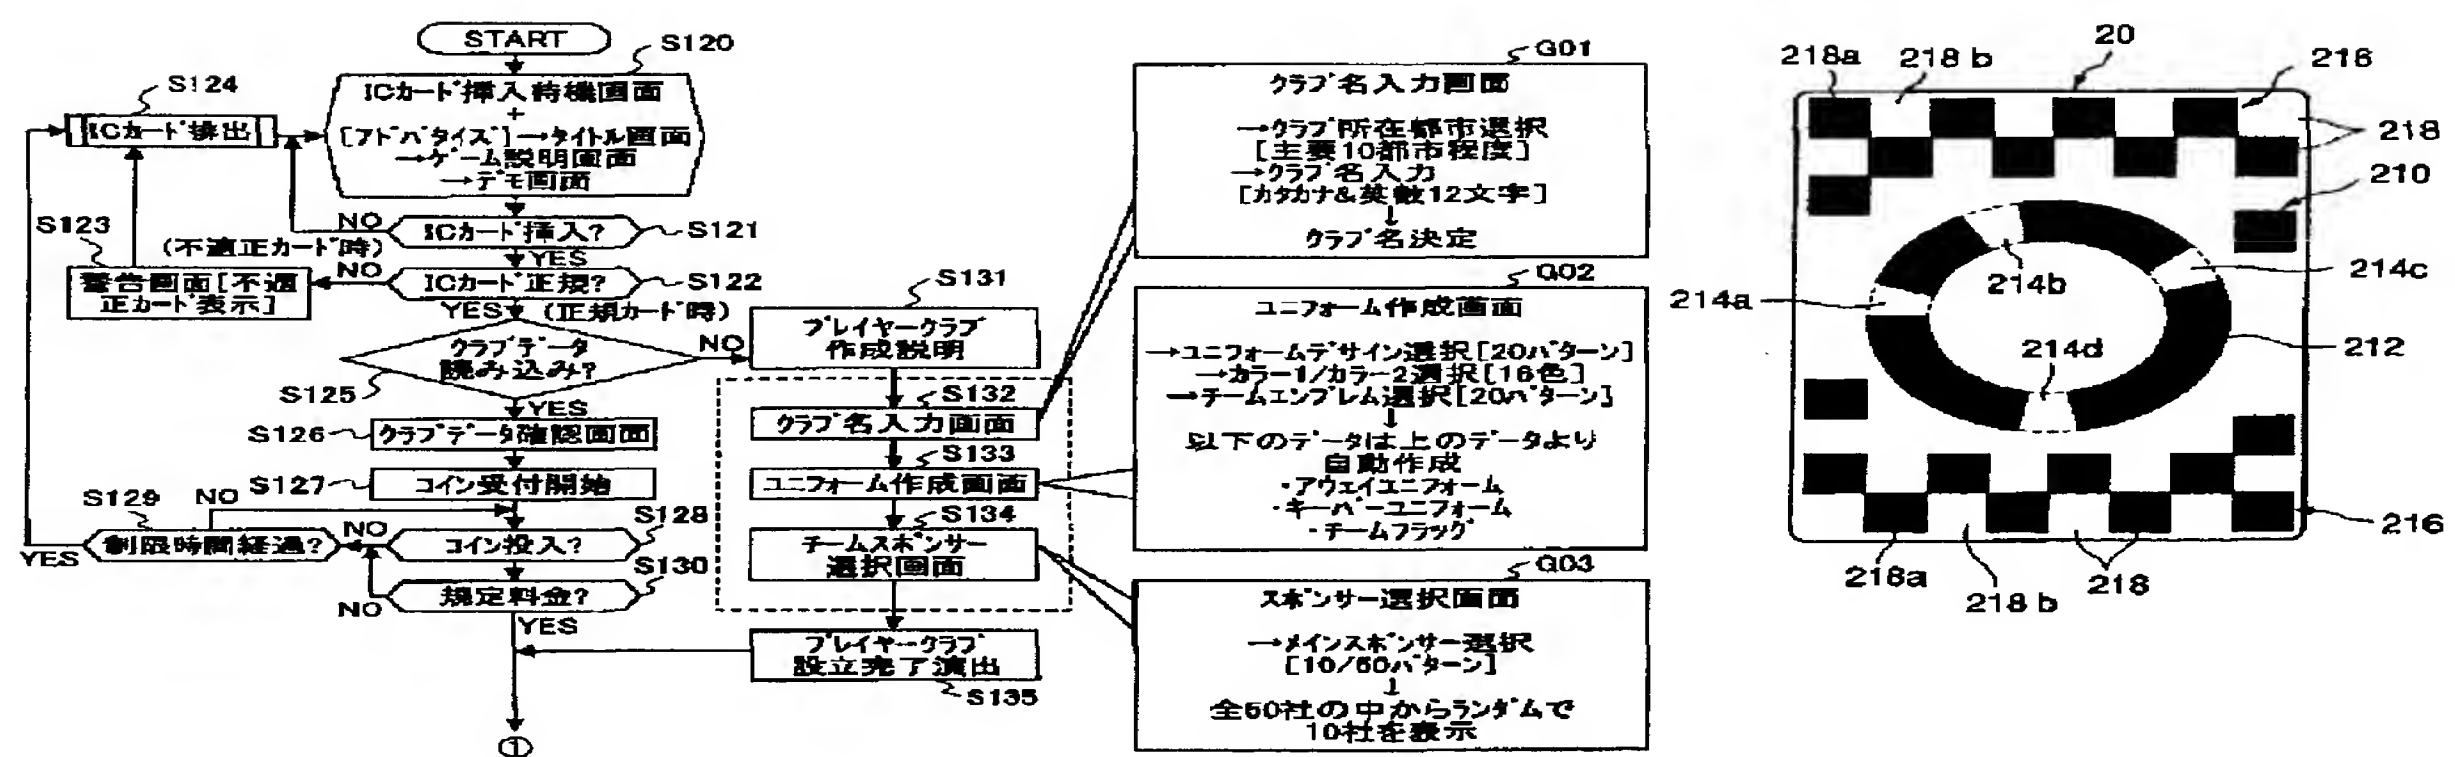 START
S120
ICカード挿入待機画面
+
[アドバタイズ]→タイトル画面
→ゲーム説明画面
→デモ画面
S124
ICカード排出
NO
ICカード挿入?
S121
YES
S123
(不適正カード時)
警告画面[不適
正カード表示]
NO
ICカード正規?
S122
YES
(正規カード時)
クラブデータ
読み込み?
S125
NO
YES
S126
クラブデータ確認画面
S127
コイン受付開始
S129
NO
制限時間経過?
YES
NO
コイン投入?
S128
S130
規定料金?
NO
YES
①
S131
プレイヤークラブ
作成説明
S132
クラブ名入力画面
S133
ユニフォーム作成画面
S134
チームスポンサー
選択画面
プレイヤークラブ
設立完了演出
S135
G01
クラブ名入力画面
→クラブ所在都市選択
[主要10都市程度]
→クラブ名入力
[カタカナ&英数12文字]
↓
クラブ名決定
G02
ユニフォーム作成画面
→ユニフォームデザイン選択[20パターン]
→カラー1/カラー2選択[16色]
→チームエンブレム選択[20パターン]
↓
以下のデータは上のデータより
自動作成
・アウェイユニフォーム
・キーパーユニフォーム
・チームフラッグ
G03
スポンサー選択画面
→メインスポンサー選択
[10/50パターン]
↓
全50社の中からランダムで
10社を表示
20
218a
218b
216
218
210
214c
214b
214a
214d
212
216
218a
218b
218